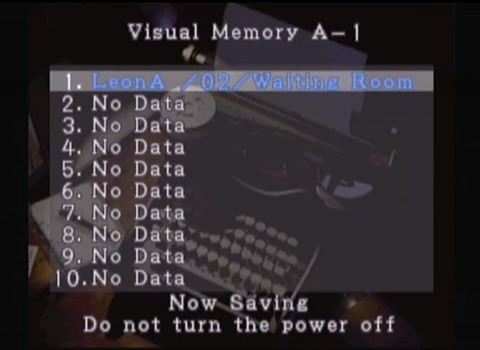 Visual Memory A-1
1. LeonA /02/Waiting Room
2. No Data
3. No Data
4. No Data
5. No Data
6. No Data
7. No Data
8. No Data
9. No Data
10. No Data
Now Saving
Do not turn the power off